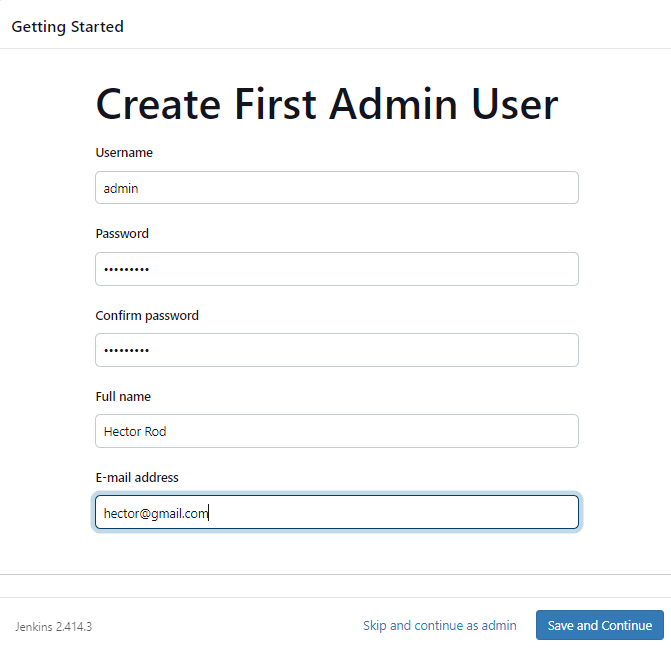 Getting Started
Create First Admin User
Username
admin
Password
•••••••••
Confirm password
•••••••••
Full name
Hector Rod
E-mail address
hector@gmail.com
Jenkins 2.414.3
Skip and continue as admin
Save and Continue